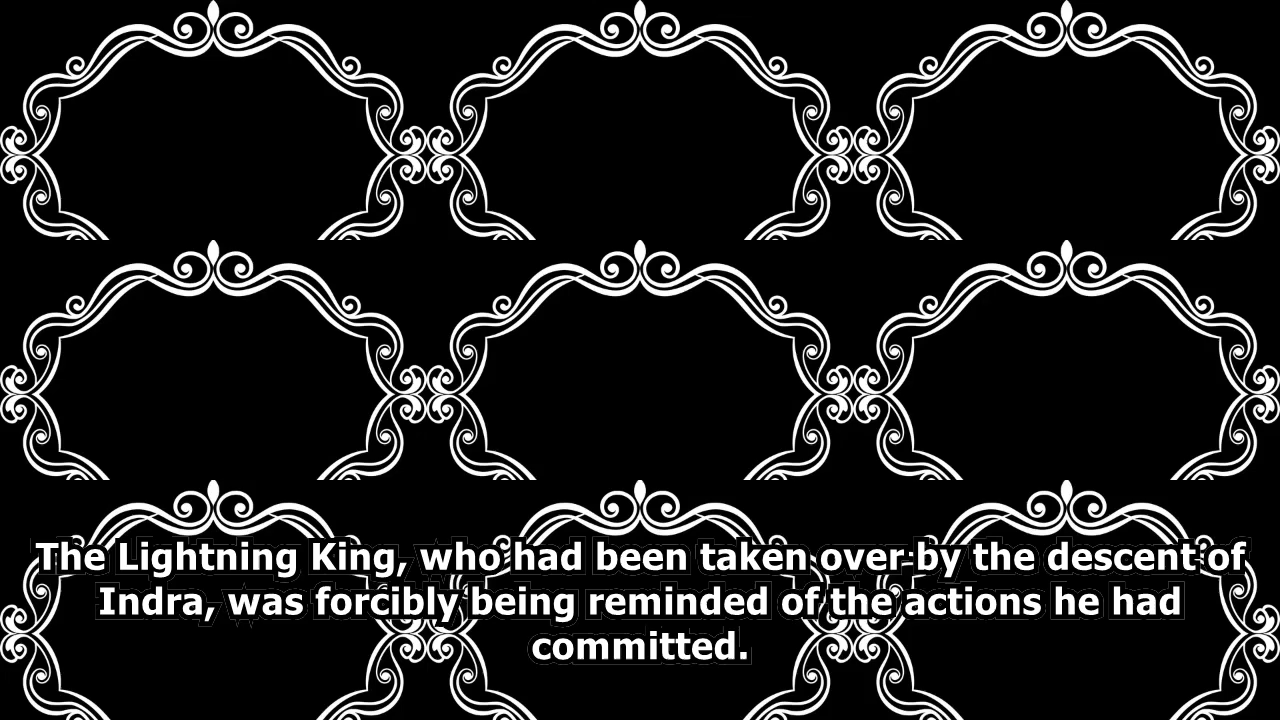 The Lightning King, who had been taken over by the descent of
Indra, was forcibly being reminded of the actions he had
committed.